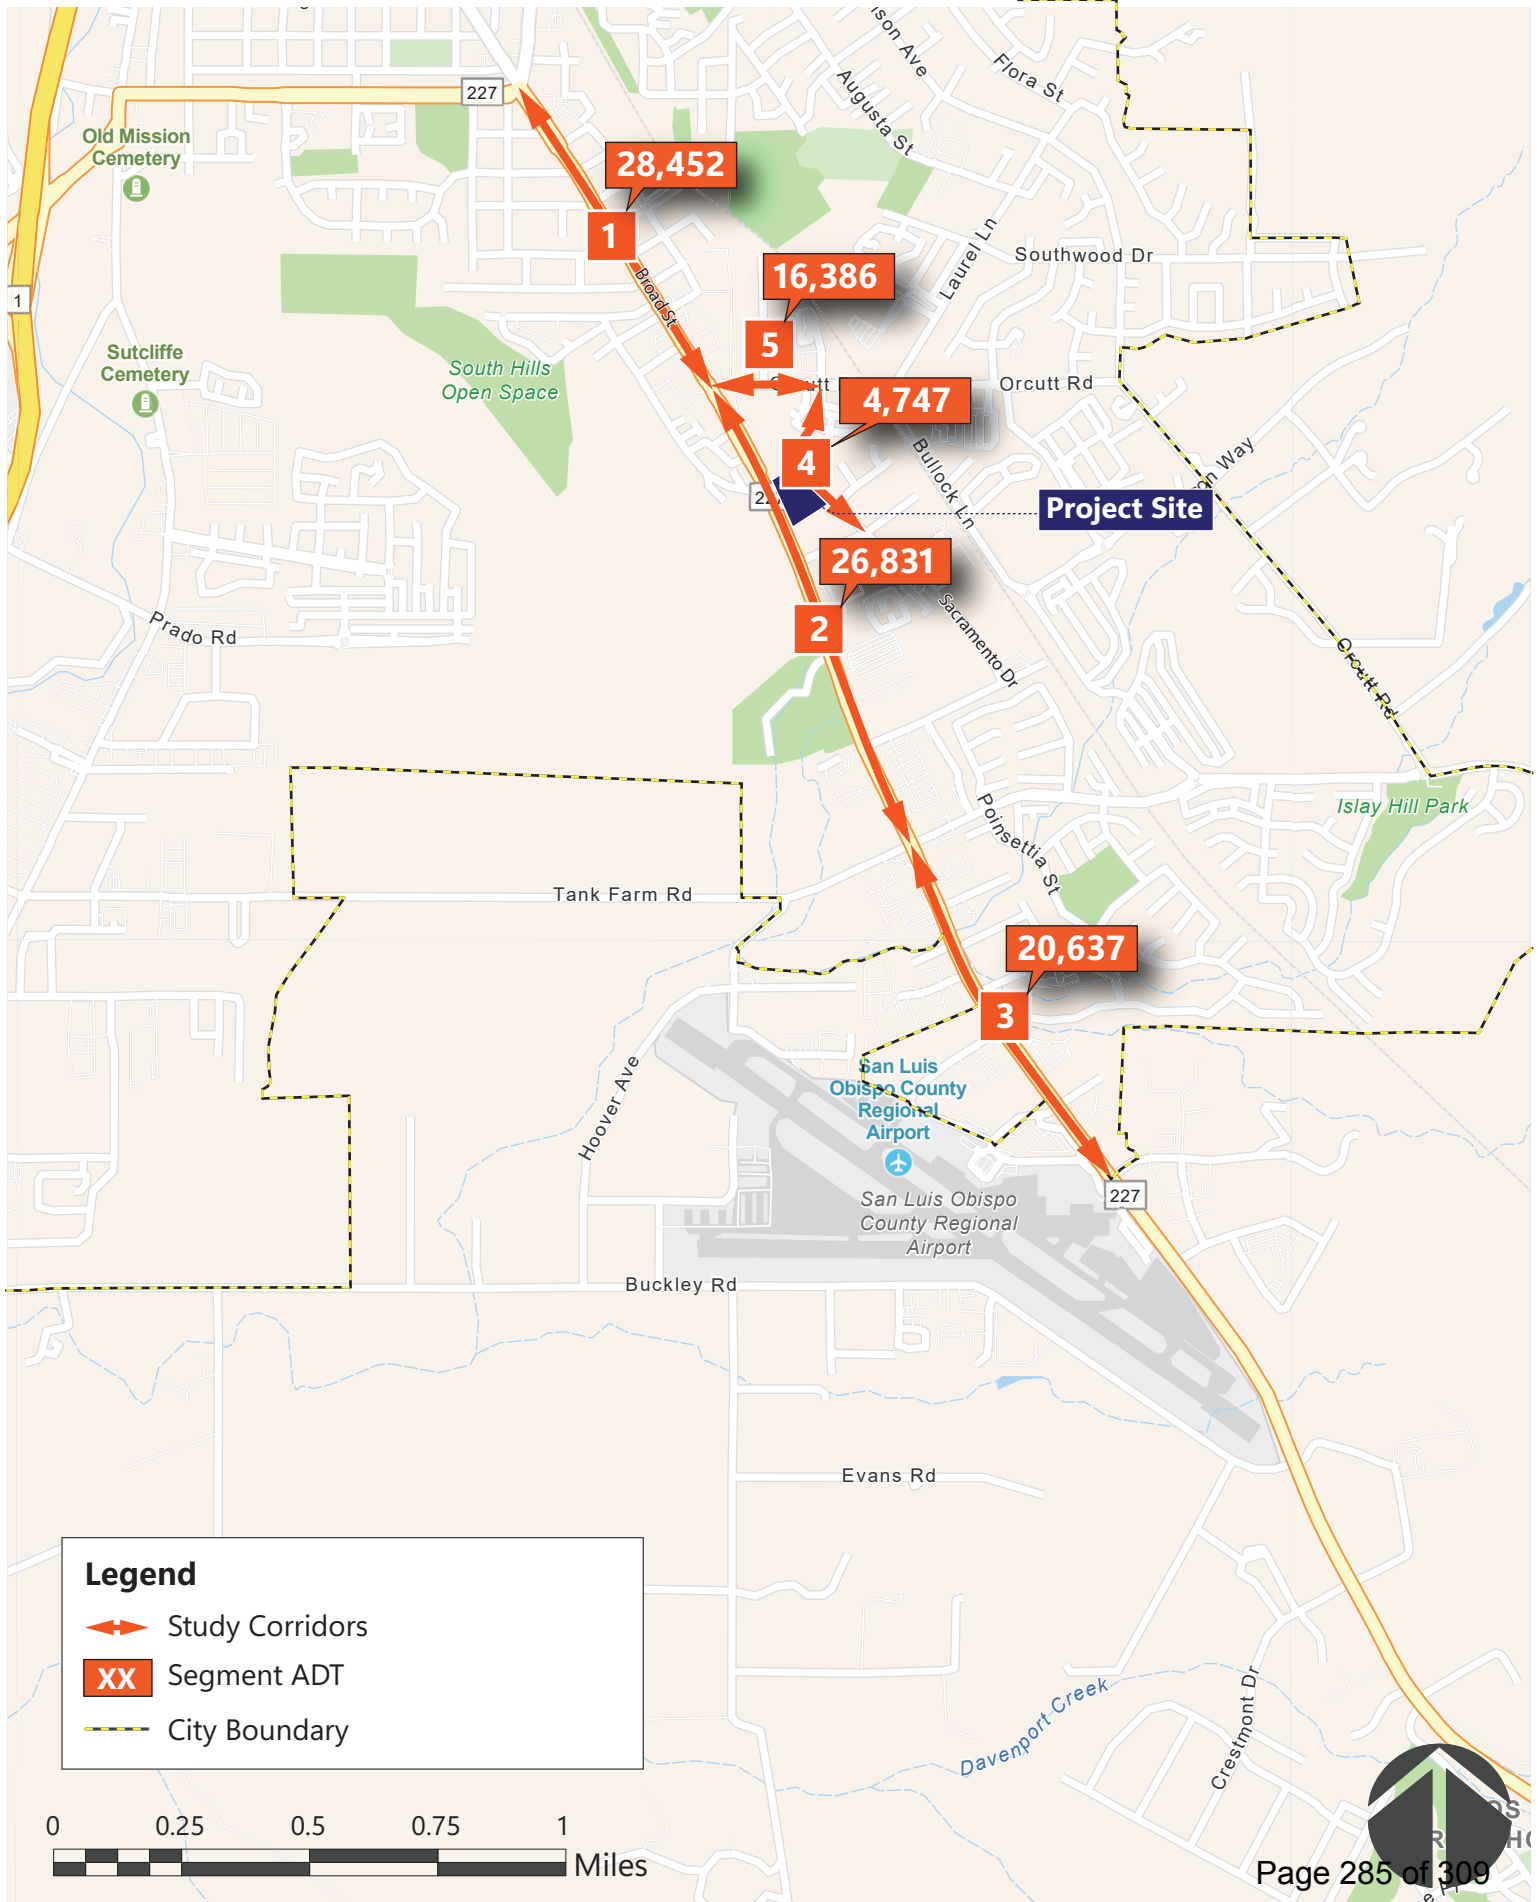 Flora St
Augusta St
227
Old Mission
Cemetery
28,452
1
Laurel Ln
Southwood Dr
16,386
Broad St
1
5
Sutcliffe
Cemetery
South Hills
Open Space
Orcutt Rd
4,747
4
Bullock Ln
Project Site
26,831
2
Sacramento Dr
Prado Rd
Orcutt Rd
Poinsettia St
Islay Hill Park
Tank Farm Rd
20,637
3
San Luis
Obispo County
Regional
Airport
Hoover Ave
San Luis Obispo
County Regional
Airport
227
Buckley Rd
Evans Rd
Legend
Study Corridors
XX Segment ADT
City Boundary
Davenport Creek
Crestmont Dr
0 0.25 0.5 0.75 1
Miles
Page 285 of 309